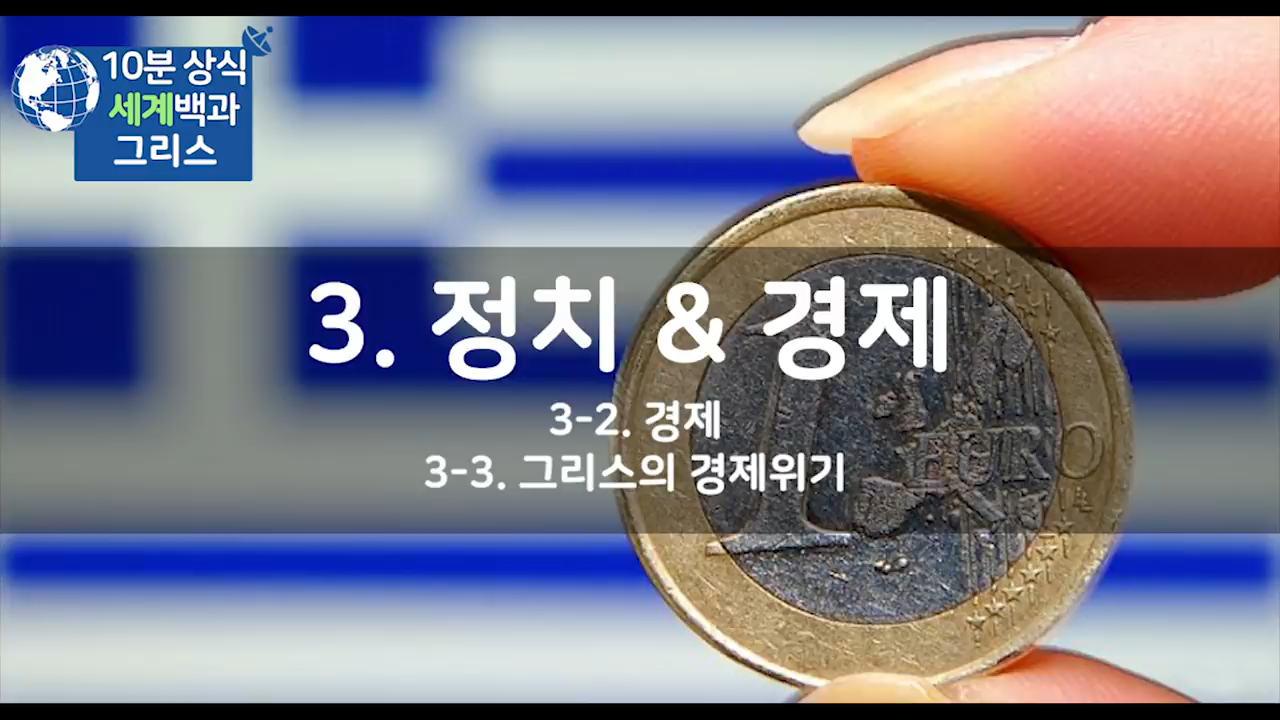 10분 상식
세계백과
그리스
3. 정치 & 경제
3-2. 경제
3-3. 그리스의 경제위기
1
EURO